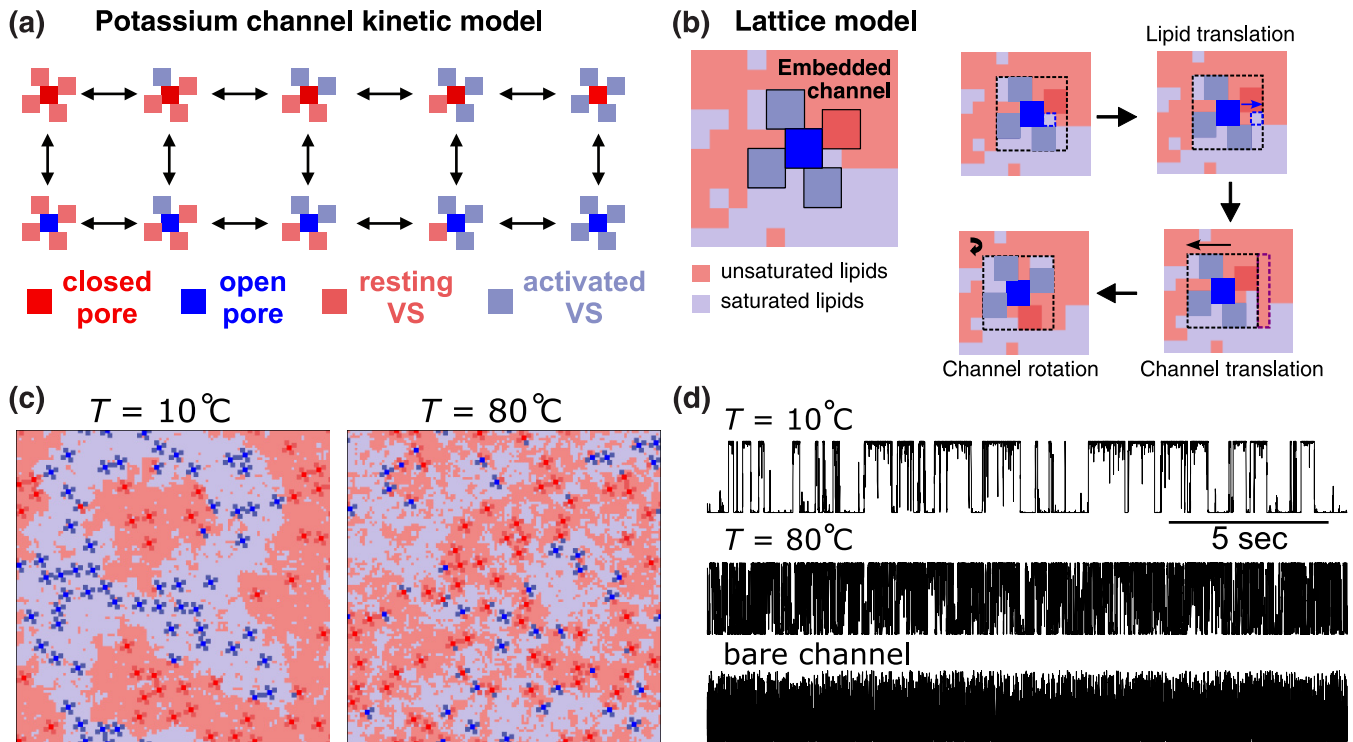 (a) Potassium channel kinetic model
closed
pore
open
pore
resting
VS
activated
VS
(b) Lattice model
Embedded
channel
unsaturated lipids
saturated lipids
Lipid translation
Channel rotation
Channel translation
(c)
T = 10°C
T = 80°C
(d)
T = 10°C
5 sec
T = 80°C
bare channel